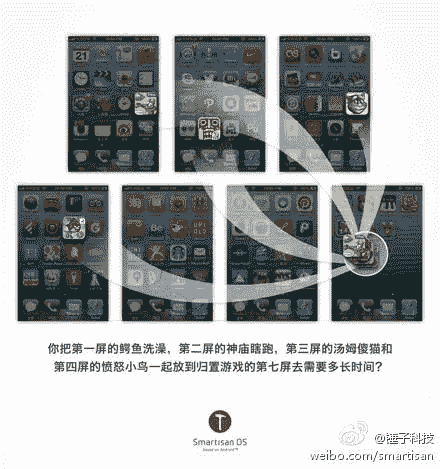 你把第一屏的鳄鱼洗澡，第二屏的神庙瞎跑，第三屏的汤姆傻猫和
第四屏的愤怒小鸟一起放到归置游戏的第七屏去需要多长时间？
T
Smartisan OS
based on Android™
@锤子科技
weibo.com/smartisan